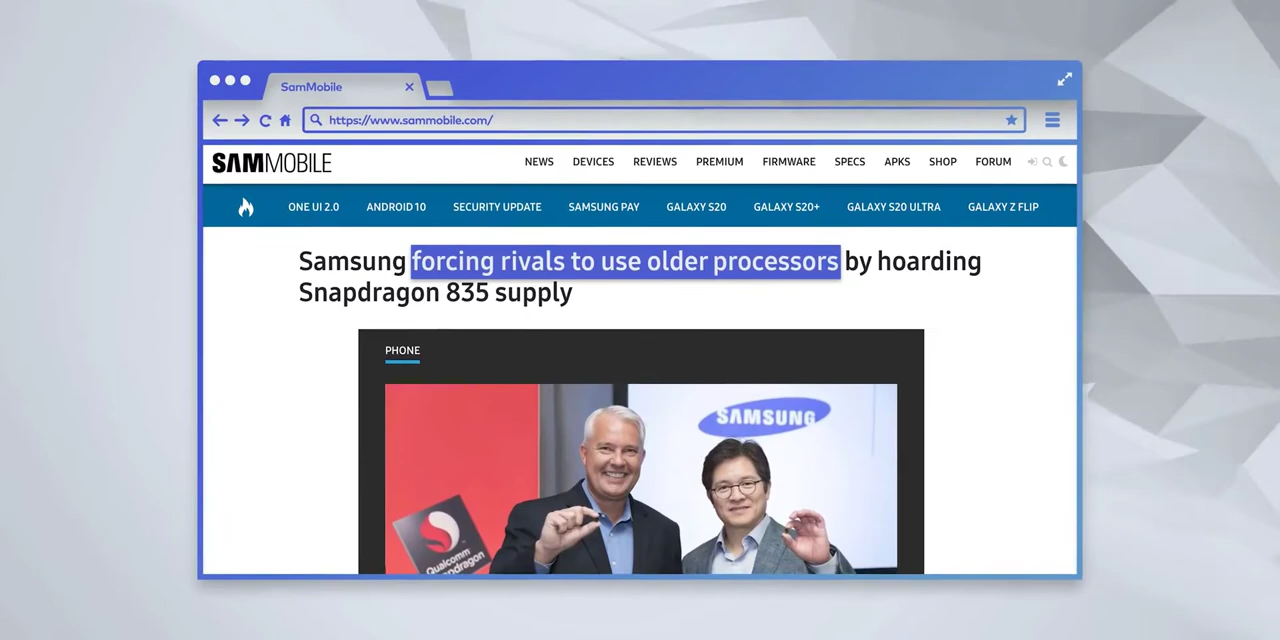 SamMobile
https://www.sammobile.com/
SAMMOBILE
NEWS DEVICES REVIEWS PREMIUM FIRMWARE SPECS APKS SHOP FORUM
ONE UI 2.0 ANDROID 10 SECURITY UPDATE SAMSUNG PAY GALAXY S20 GALAXY S20+ GALAXY S20 ULTRA GALAXY Z FLIP
Samsung forcing rivals to use older processors by hoarding
Snapdragon 835 supply
PHONE
SAMSUNG
Qualcomm